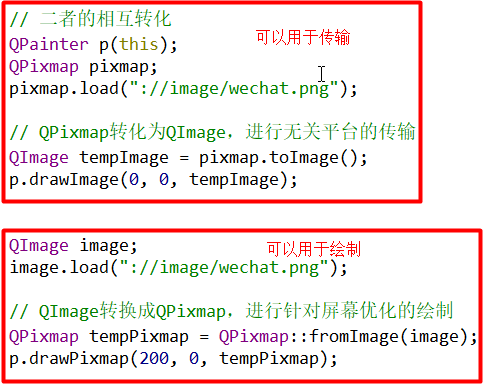 // 二者的相互转化
QPainter p(this);
可以用于传输
QPixmap pixmap;
pixmap.load("://image/wechat.png");
// QPixmap转化为QImage，进行无关平台的传输
QImage tempImage = pixmap.toImage();
p.drawImage(0, 0, tempImage);
QImage image;
可以用于绘制
image.load("://image/wechat.png");
// QImage转换成QPixmap，进行针对屏幕优化的绘制
QPixmap tempPixmap = QPixmap::fromImage(image);
p.drawPixmap(200, 0, tempPixmap);